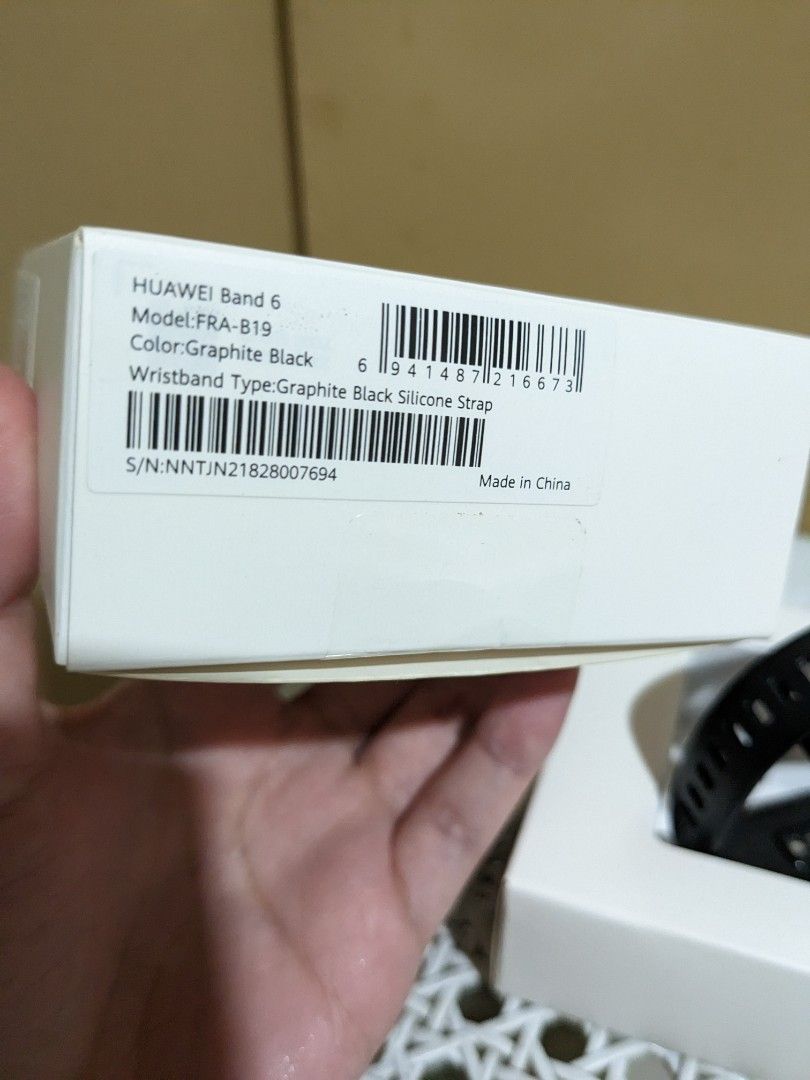 HUAWEI Band 6
Model:FRA-B19
Color:Graphite Black
6 941487 216673
Wristband Type:Graphite Black Silicone Strap
S/N:NNTJN21828007694
Made in China